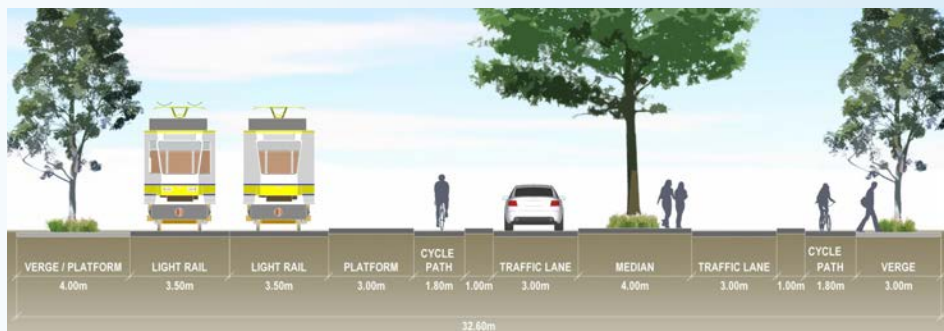 CYCLE CYCLE
VERGE / PLATFORM LIGHT RAIL LIGHT RAIL PLATFORM PATH TRAFFIC LANE MEDIAN TRAFFIC LANE PATH VERGE
4.00m 3.50m 3.50m 3.00m 1.80m 1.00m 3.00m 4.00m 3.00m 1.00m 1.80m 3.00m
32.60m